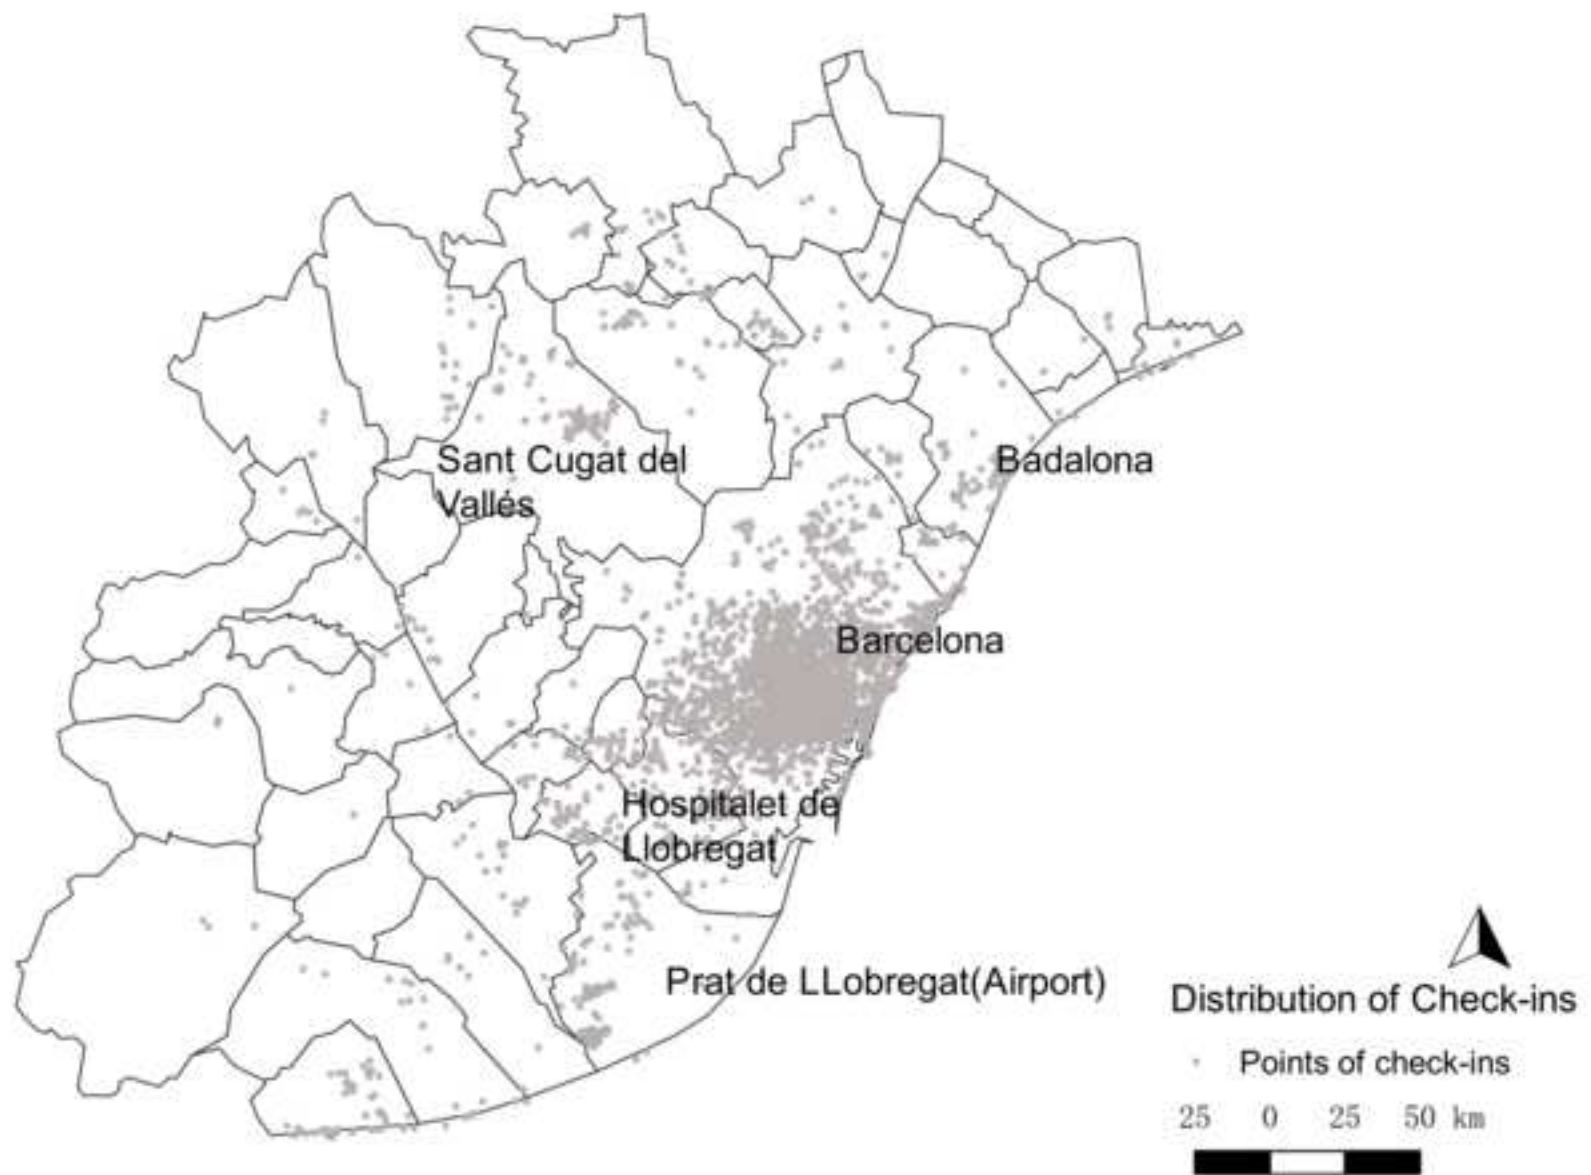 Sant Cugat del
Vallés
Badalona
Barcelona
Hospitalet de
Llobregat
Prat de LLobregat(Airport)
Distribution of Check-ins
Points of check-ins
25 0 25 50 km